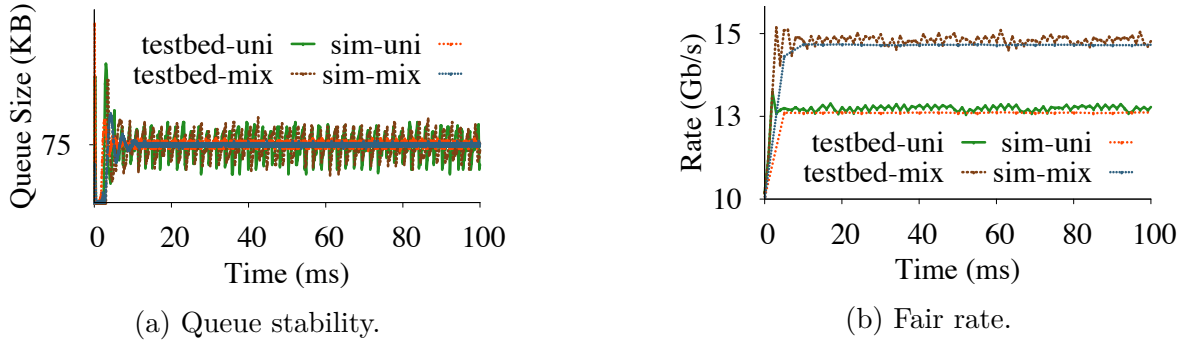 Queue Size (KB)
testbed-uni sim-uni
testbed-mix sim-mix
75
0 20 40 60 80 100
Time (ms)
(a) Queue stability.
Rate (Gb/s)
15
13
testbed-uni sim-uni
testbed-mix sim-mix
10
0 20 40 60 80 100
Time (ms)
(b) Fair rate.